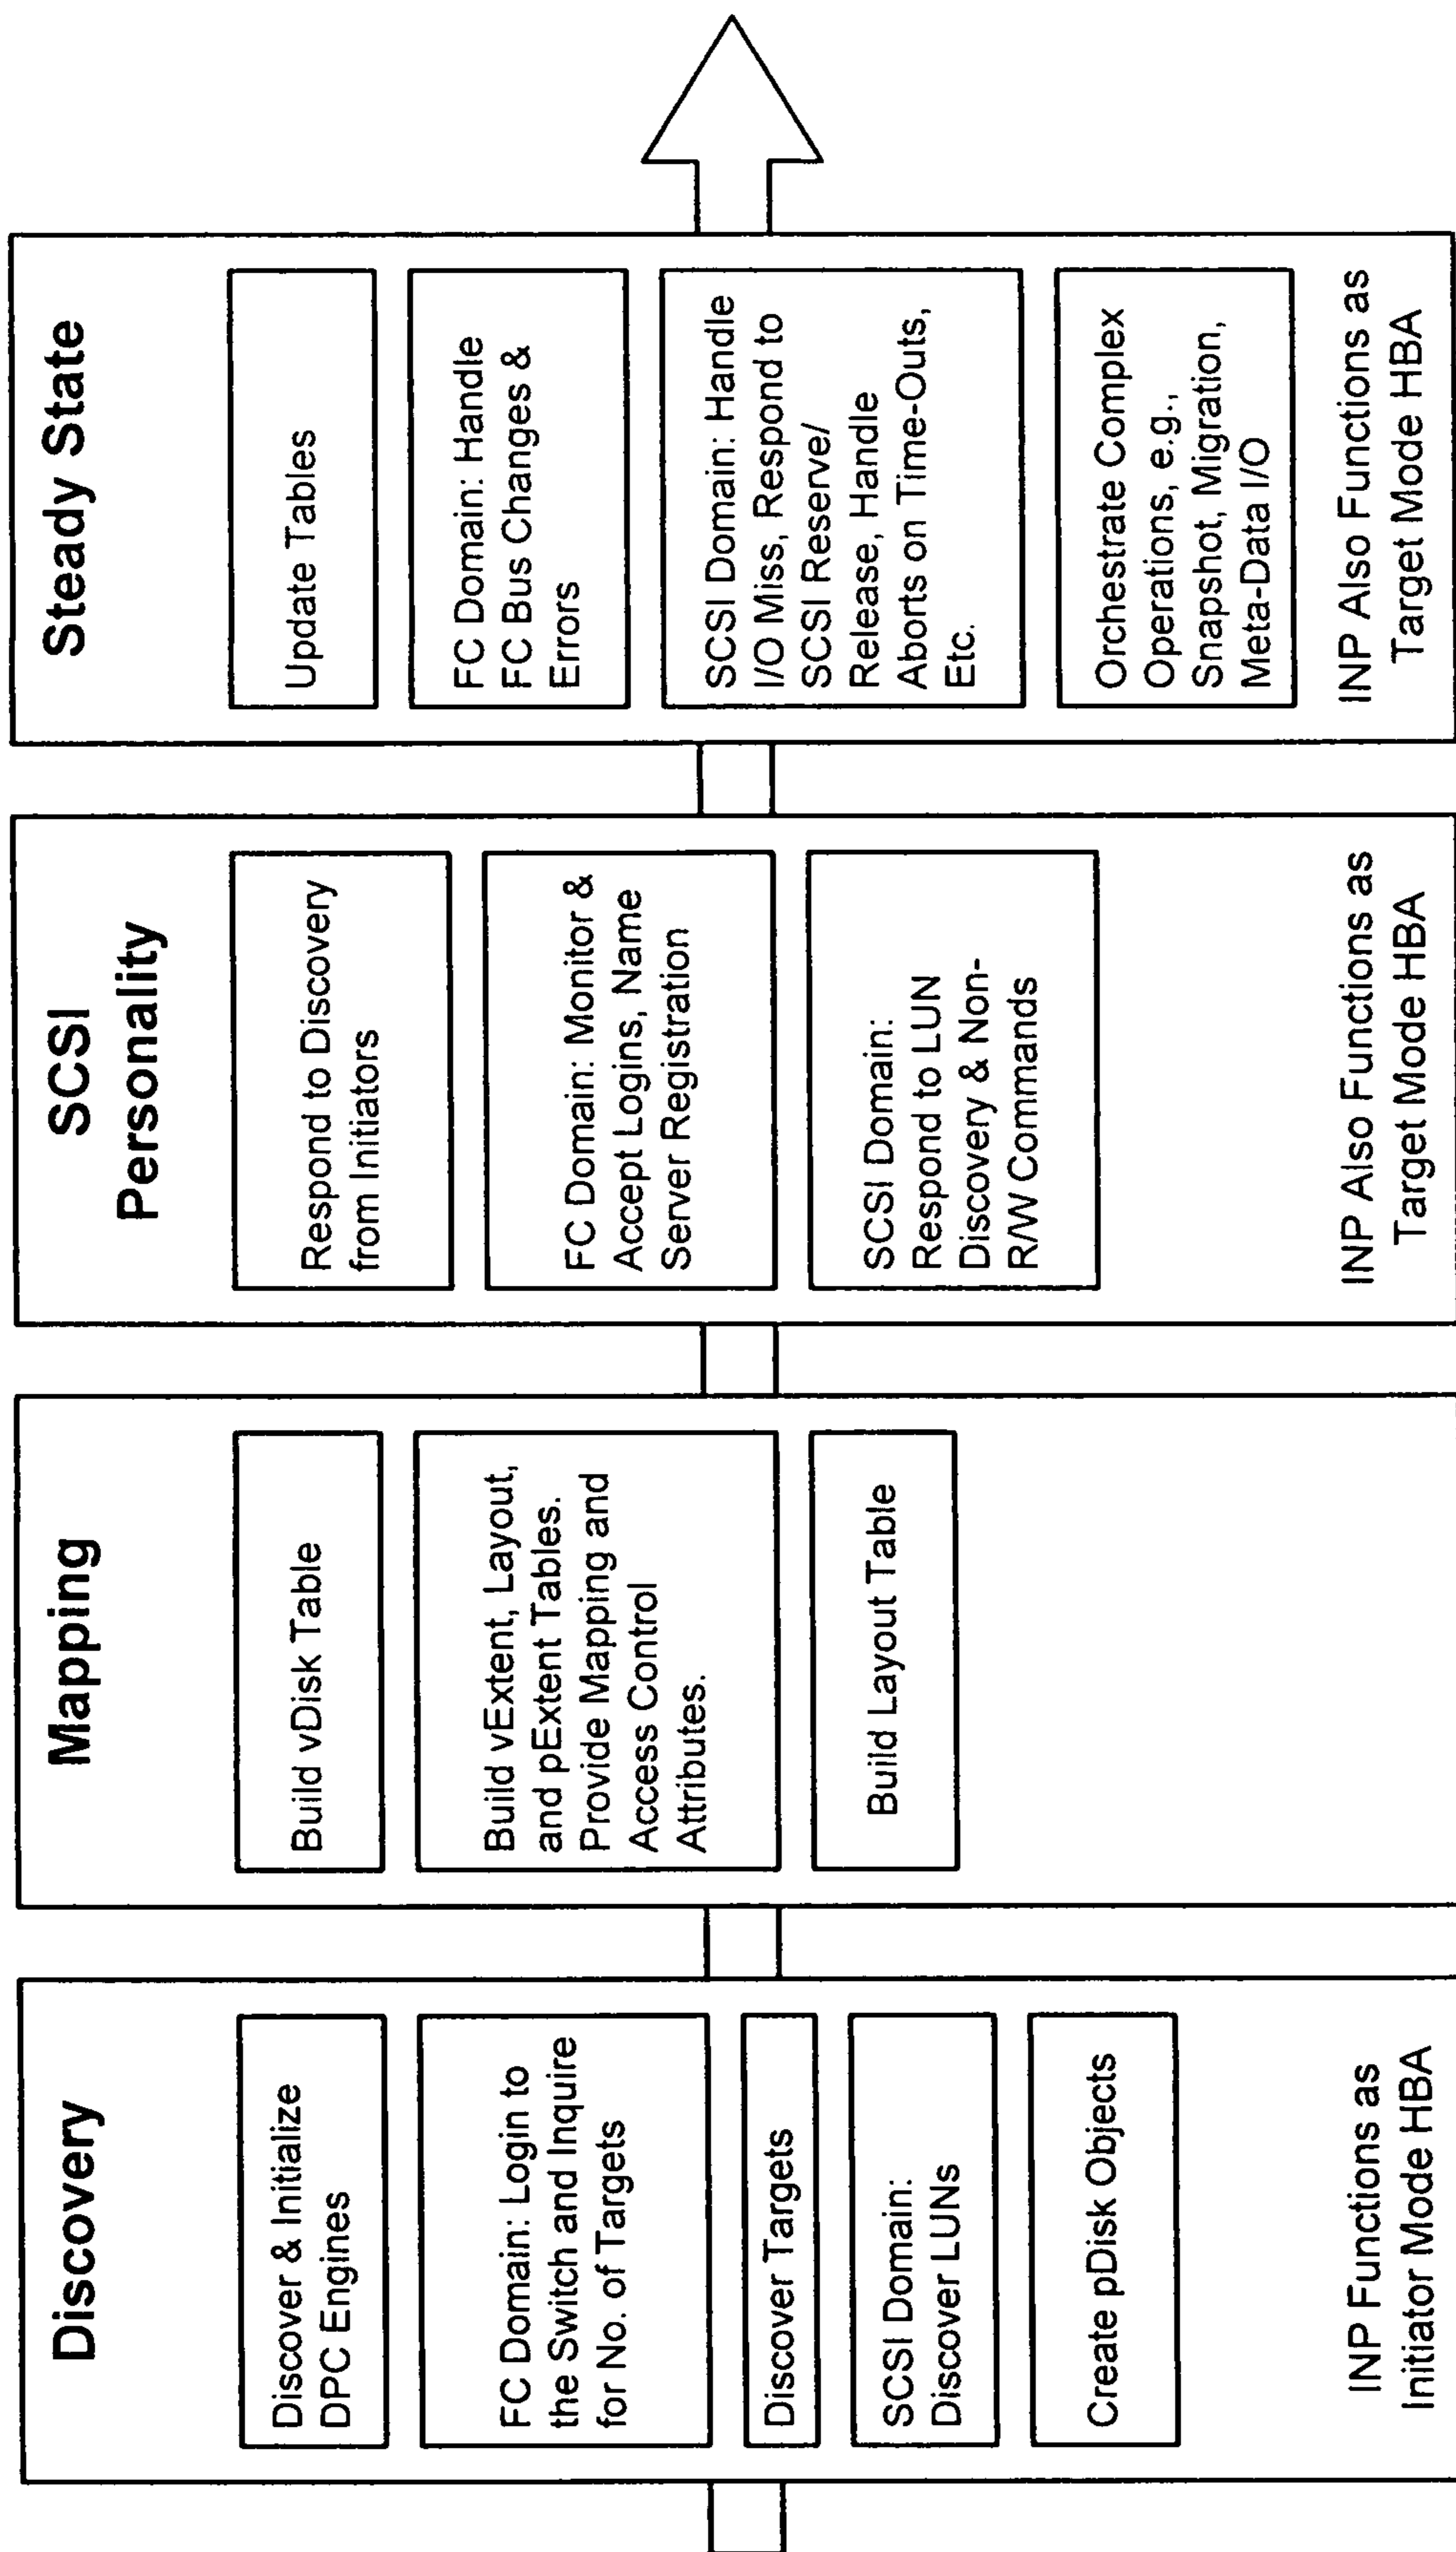 Discovery
Discover & Initialize
DPC Engines
FC Domain: Login to
the Switch and Inquire
for No. of Targets
Discover Targets
SCSI Domain:
Discover LUNs
Create pDisk Objects
INP Functions as
Initiator Mode HBA
Mapping
Build vDisk Table
Build vExtent, Layout,
and pExtent Tables.
Provide Mapping and
Access Control
Attributes.
Build Layout Table
SCSI
Personality
Respond to Discovery
from Initiators
FC Domain: Monitor &
Accept Logins, Name
Server Registration
SCSI Domain:
Respond to LUN
Discovery & Non-
R/W Commands
INP Also Functions as
Target Mode HBA
Steady State
Update Tables
FC Domain: Handle
FC Bus Changes &
Errors
SCSI Domain: Handle
I/O Miss, Respond to
SCSI Reserve/
Release, Handle
Aborts on Time-Outs,
Etc.
Orchestrate Complex
Operations, e.g.,
Snapshot, Migration,
Meta-Data I/O
INP Also Functions as
Target Mode HBA